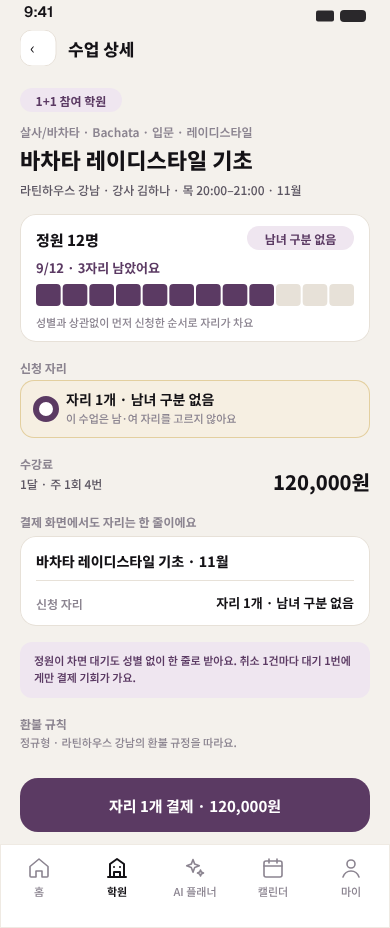 9:41
‹ 수업 상세
1+1 참여 학원
살사/바차타 · Bachata · 입문 · 레이디스타일
바차타 레이디스타일 기초
라틴하우스 강남 · 강사 김하나 · 목 20:00–21:00 · 11월
정원 12명
남녀 구분 없음
9/12 · 3자리 남았어요
성별과 상관없이 먼저 신청한 순서로 자리가 차요
신청 자리
자리 1개 · 남녀 구분 없음
이 수업은 남·여 자리를 고르지 않아요
수강료
1달 · 주 1회 4번
120,000원
결제 화면에서도 자리는 한 줄이에요
바차타 레이디스타일 기초 · 11월
신청 자리
자리 1개 · 남녀 구분 없음
정원이 차면 대기도 성별 없이 한 줄로 받아요. 취소 1건마다 대기 1번에
게만 결제 기회가 가요.
환불 규칙
정규형 · 라틴하우스 강남의 환불 규정을 따라요.
자리 1개 결제 · 120,000원
홈
학원
AI 플래너
캘린더
마이